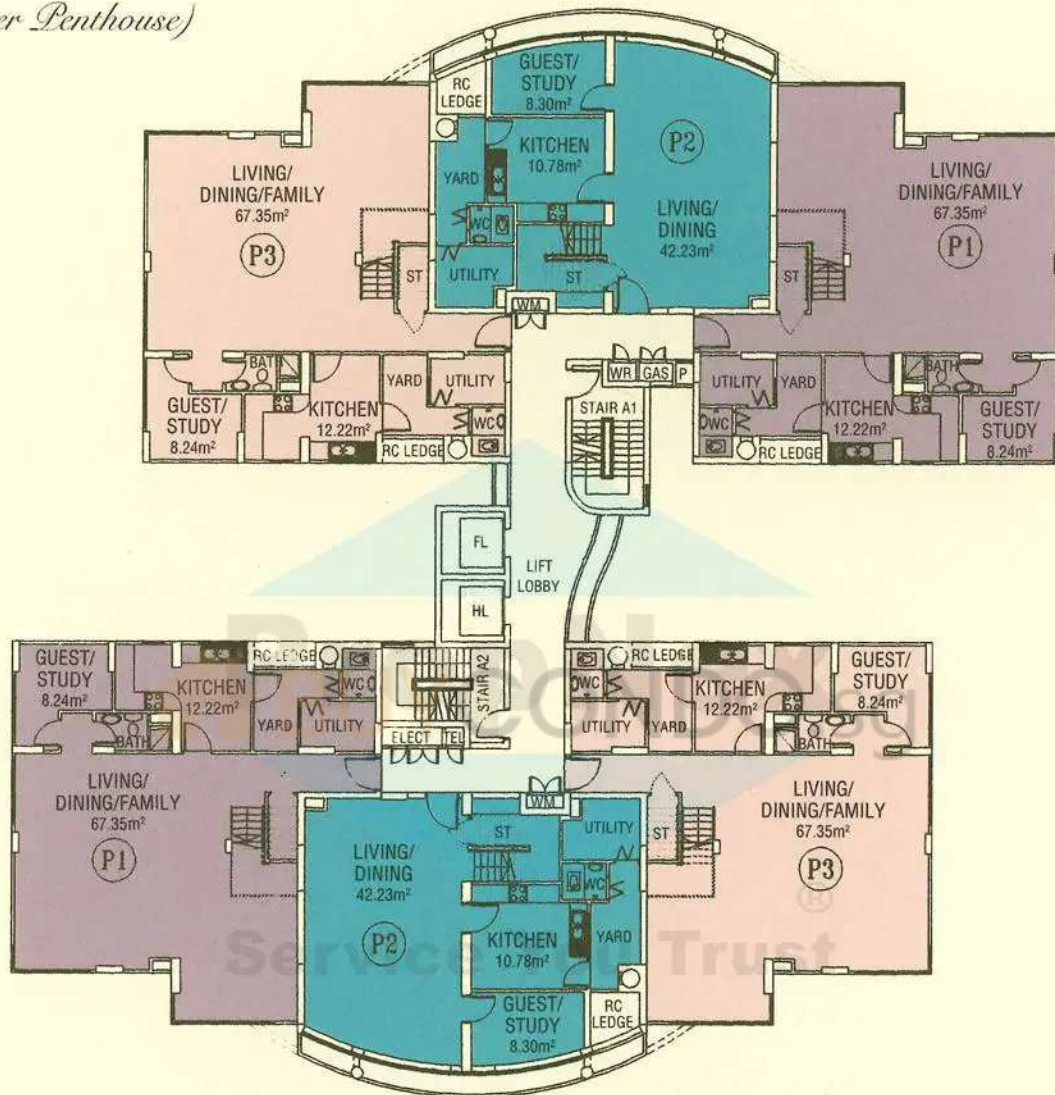 er Penthouse)
GUEST/
STUDY
8.30m²
RC
LEDGE
KITCHEN
10.78m²
P2
YARD
LIVING/
DINING
42.23m²
WC
UTILITY
ST
WM
LIVING/
DINING/FAMILY
67.35m²
P3
ST
BATH
YARD
UTILITY
GUEST/
STUDY
8.24m²
KITCHEN
12.22m²
WC
RC LEDGE
LIVING/
DINING/FAMILY
67.35m²
P1
ST
WR
GAS
P
UTILITY
YARD
BATH
WC
KITCHEN
12.22m²
GUEST/
STUDY
8.24m²
RC LEDGE
STAIR A1
FL
LIFT
LOBBY
HL
GUEST/
STUDY
8.24m²
RC LEDGE
KITCHEN
12.22m²
WC
STAIR A2
BATH
YARD
UTILITY
ELECT
TEL
LIVING/
DINING/FAMILY
67.35m²
P1
RC LEDGE
WC
KITCHEN
12.22m²
GUEST/
STUDY
8.24m²
UTILITY
YARD
BATH
WM
LIVING/
DINING/FAMILY
67.35m²
P3
ST
ST
UTILITY
LIVING/
DINING
42.23m²
WC
P2
KITCHEN
10.78m²
YARD
GUEST/
STUDY
8.30m²
RC
LEDGE
CONDO.sg
®
Service You Trust